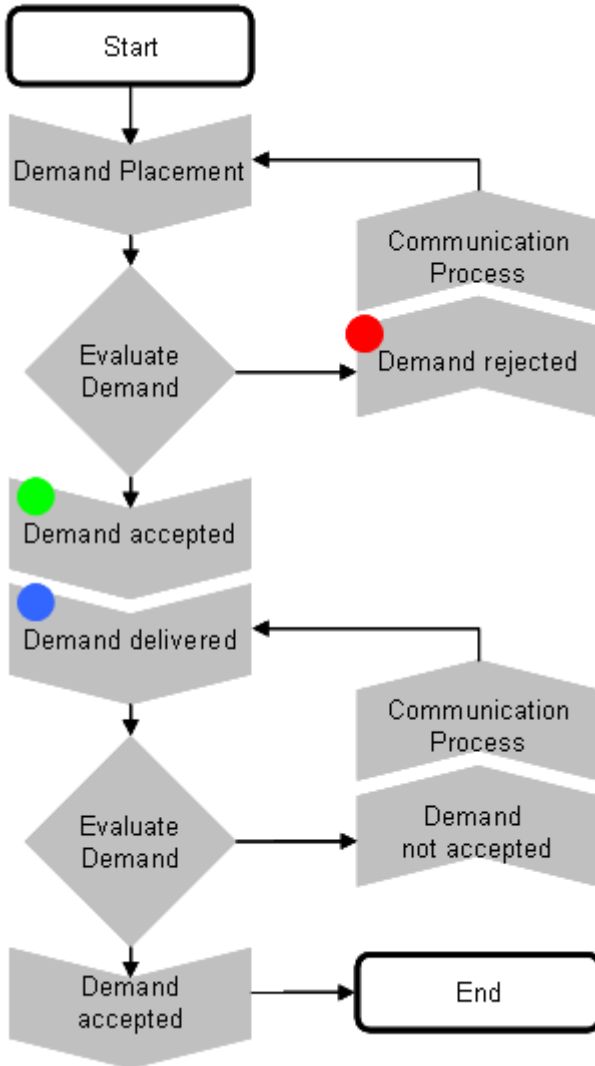 Start
Demand Placement
Communication
Process
Evaluate
Demand
Demand rejected
Demand accepted
Demand delivered
Communication
Process
Evaluate
Demand
Demand
not accepted
Demand
accepted
End